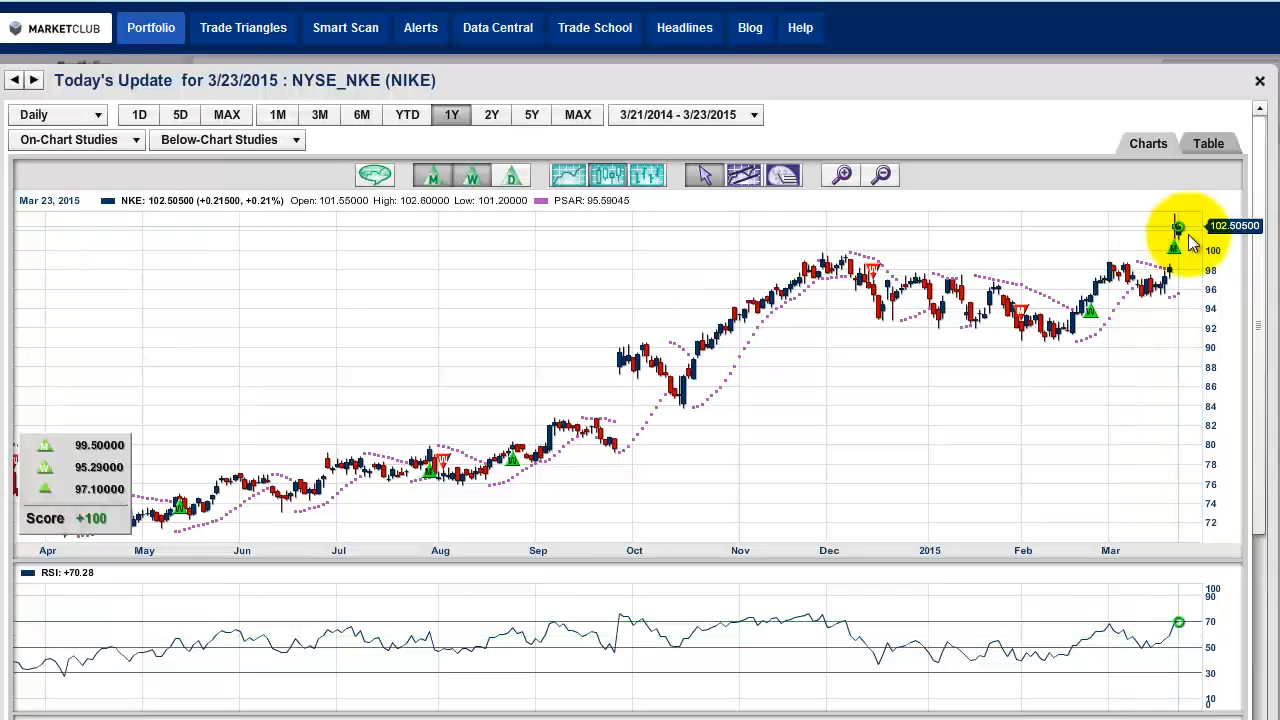 MARKETCLUB Portfolio Trade Triangles Smart Scan Alerts Data Central Trade School Headlines Blog Help
Today's Update for 3/23/2015 : NYSE_NKE (NIKE)
Daily 1D 5D MAX 1M 3M 6M YTD 1Y 2Y 5Y MAX 3/21/2014 - 3/23/2015
On-Chart Studies Below-Chart Studies Charts Table
M W D
Mar 23, 2015 NKE: 102.50500 (+0.21500, +0.21%) Open: 101.55000 High: 102.80000 Low: 101.20000 PSAR: 95.59045
102.50500
100
98
96
94
92
90
88
86
84
82
80
78
76
74
72
M 99.50000
W 95.29000
97.10000
Score +100
Apr May Jun Jul Aug Sep Oct Nov Dec 2015 Feb Mar
RSI: +70.28
100
90
70
50
30
10
0